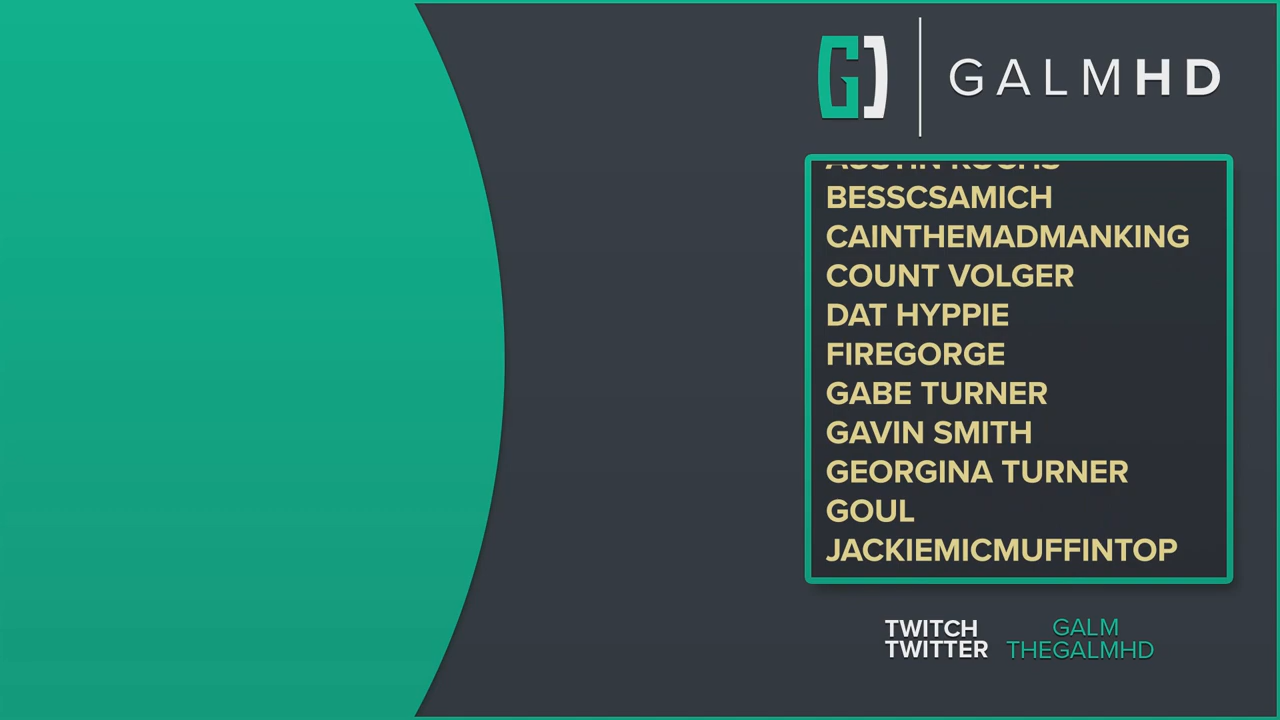 GALMHD
BESSCSAMICH
CAINTHEMADMANKING
COUNT VOLGER
DAT HYPPIE
FIREGORGE
GABE TURNER
GAVIN SMITH
GEORGINA TURNER
GOUL
JACKIEMICMUFFINTOP
TWITCH GALM
TWITTER THEGALMHD